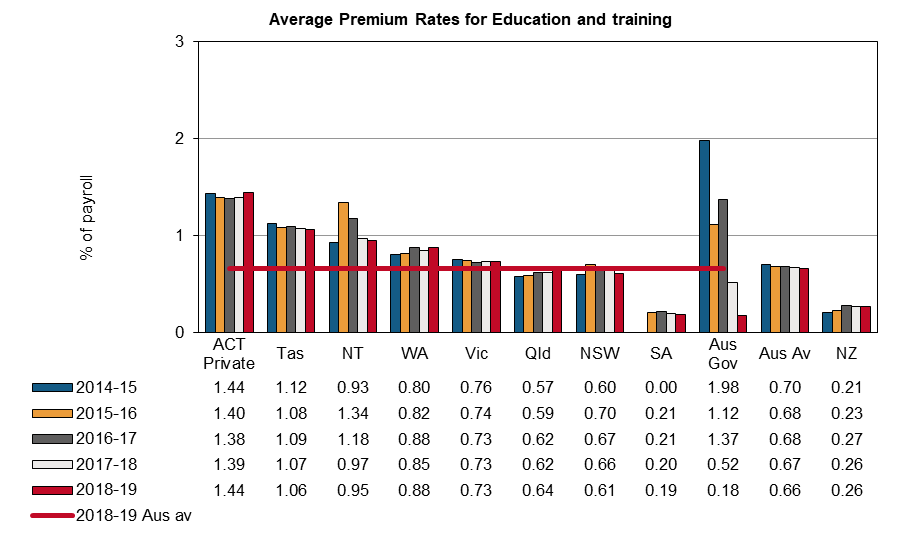 Average Premium Rates for Education and training
3
2
1
0
% of payroll
ACT Private Tas NT WA Vic Qld NSW SA Aus Gov Aus Av NZ
2014-15 1.44 1.12 0.93 0.80 0.76 0.57 0.60 0.00 1.98 0.70 0.21
2015-16 1.40 1.08 1.34 0.82 0.74 0.59 0.70 0.21 1.12 0.68 0.23
2016-17 1.38 1.09 1.18 0.88 0.73 0.62 0.67 0.21 1.37 0.68 0.27
2017-18 1.39 1.07 0.97 0.85 0.73 0.62 0.66 0.20 0.52 0.67 0.26
2018-19 1.44 1.06 0.95 0.88 0.73 0.64 0.61 0.19 0.18 0.66 0.26
2018-19 Aus av